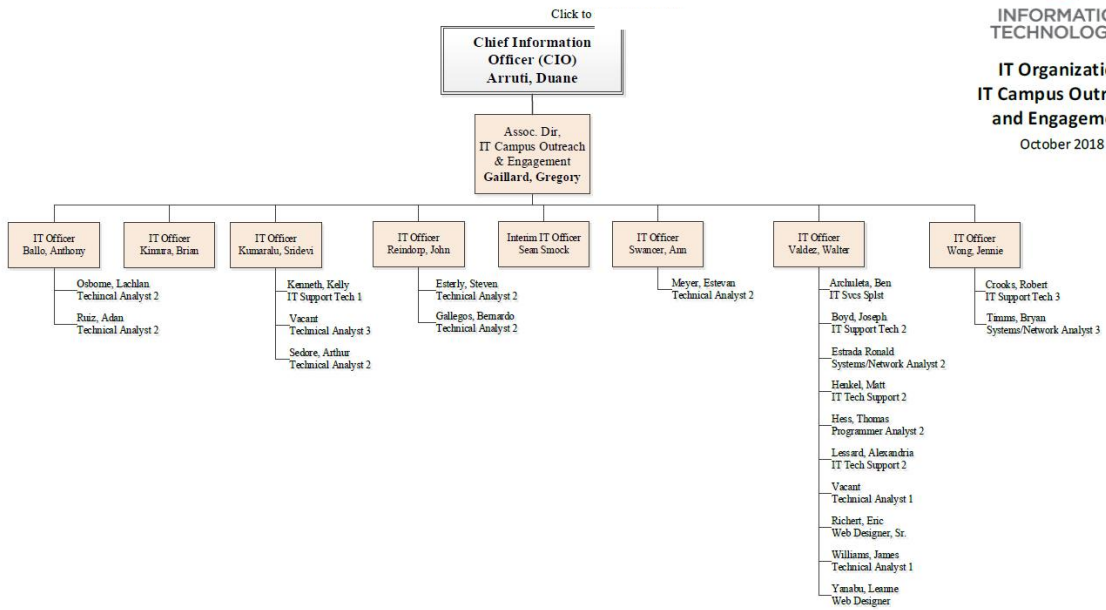 Click to
Chief Information
Officer (CIO)
Arruti, Duane
INFORMATIO
TECHNOLOG
IT Organizati
IT Campus Outr
and Engagem
October 2018
Assoc. Dir,
IT Campus Outreach
& Engagement
Gaillard, Gregory
IT Officer
Ballo, Anthony
IT Officer
Kimura, Brian
IT Officer
Kumaralu, Sridevi
IT Officer
Reindorp, John
Interim IT Officer
Sean Smock
IT Officer
Swancer, Ann
IT Officer
Valdez, Walter
IT Officer
Wong, Jennie
Osborne, Lachlan
Techincal Analyst 2
Ruiz, Adan
Technical Analyst 2
Kenneth, Kelly
IT Support Tech 1
Vacant
Technical Analyst 3
Sedore, Arthur
Technical Analyst 2
Esterly, Steven
Technical Analyst 2
Gallegos, Bernardo
Technical Analyst 2
Meyer, Estevan
Technical Analyst 2
Archuleta, Ben
IT Svcs Splst
Boyd, Joseph
IT Support Tech 2
Estrada Ronald
Systems/Network Analyst 2
Henkel, Matt
IT Tech Support 2
Hess, Thomas
Programmer Analyst 2
Lessard, Alexandria
IT Tech Support 2
Vacant
Technical Analyst 1
Richert, Eric
Web Designer, Sr.
Williams, James
Technical Analyst 1
Yanabu, Leanne
Web Designer
Crooks, Robert
IT Support Tech 3
Timms, Bryan
Systems/Network Analyst 3